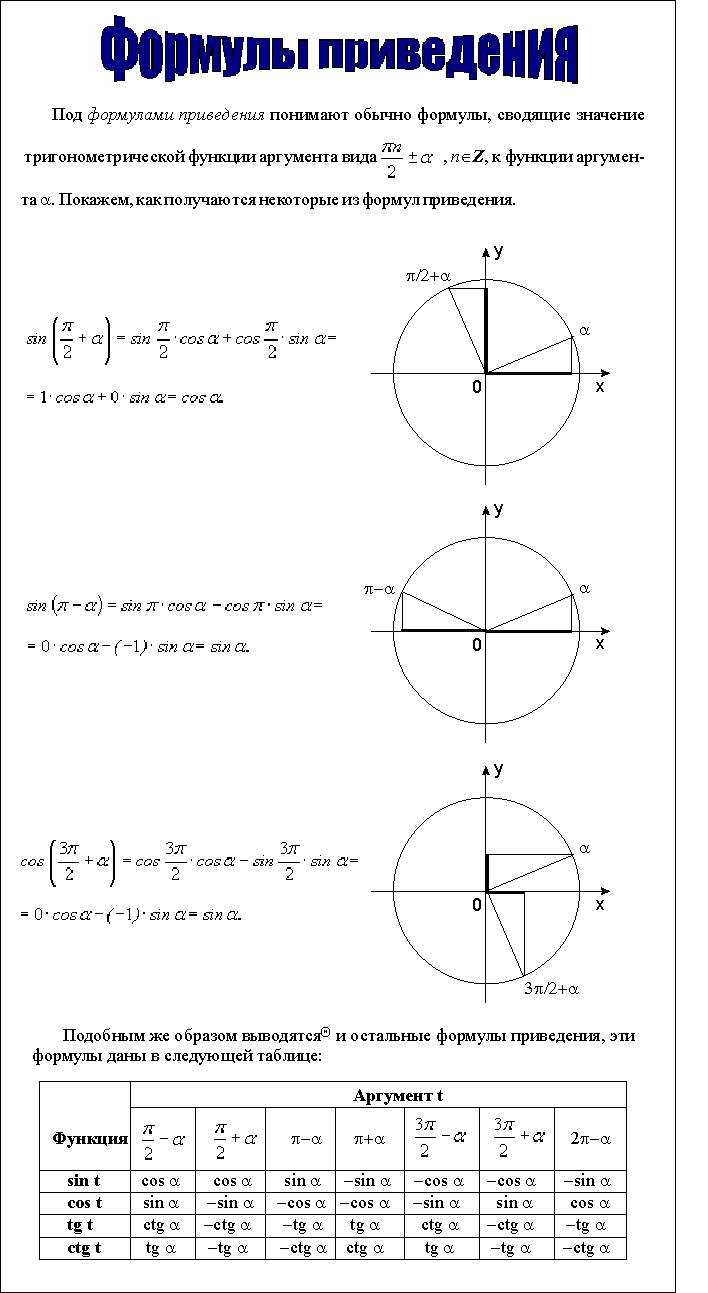 Формулы приведения
Под формулами приведения понимают обычно формулы, сводящие значение
тригонометрической функции аргумента вида πn/2 ± α , n∈Z, к функции аргумен-
та α. Покажем, как получаются некоторые из формул приведения.
y
π/2+α
α
sin (π/2 + α) = sin π/2 · cos α + cos π/2 · sin α =
= 1· cos α + 0 · sin α = cos α.
0
x
y
π−α
α
sin (π − α) = sin π · cos α − cos π · sin α =
= 0 · cos α − (−1) · sin α = sin α.
0
x
y
α
cos (3π/2 + α) = cos 3π/2 · cos α − sin 3π/2 · sin α =
= 0 · cos α − (−1) · sin α = sin α.
0
x
3π/2+α
Подобным же образом выводятся и остальные формулы приведения, эти
формулы даны в следующей таблице:
Аргумент t
Функция π/2 − α π/2 + α π−α π+α 3π/2 − α 3π/2 + α 2π−α
sin t cos α cos α sin α −sin α −cos α −cos α −sin α
cos t sin α −sin α −cos α −cos α −sin α sin α cos α
tg t ctg α −ctg α −tg α tg α ctg α −ctg α −tg α
ctg t tg α −tg α −ctg α ctg α tg α −tg α −ctg α